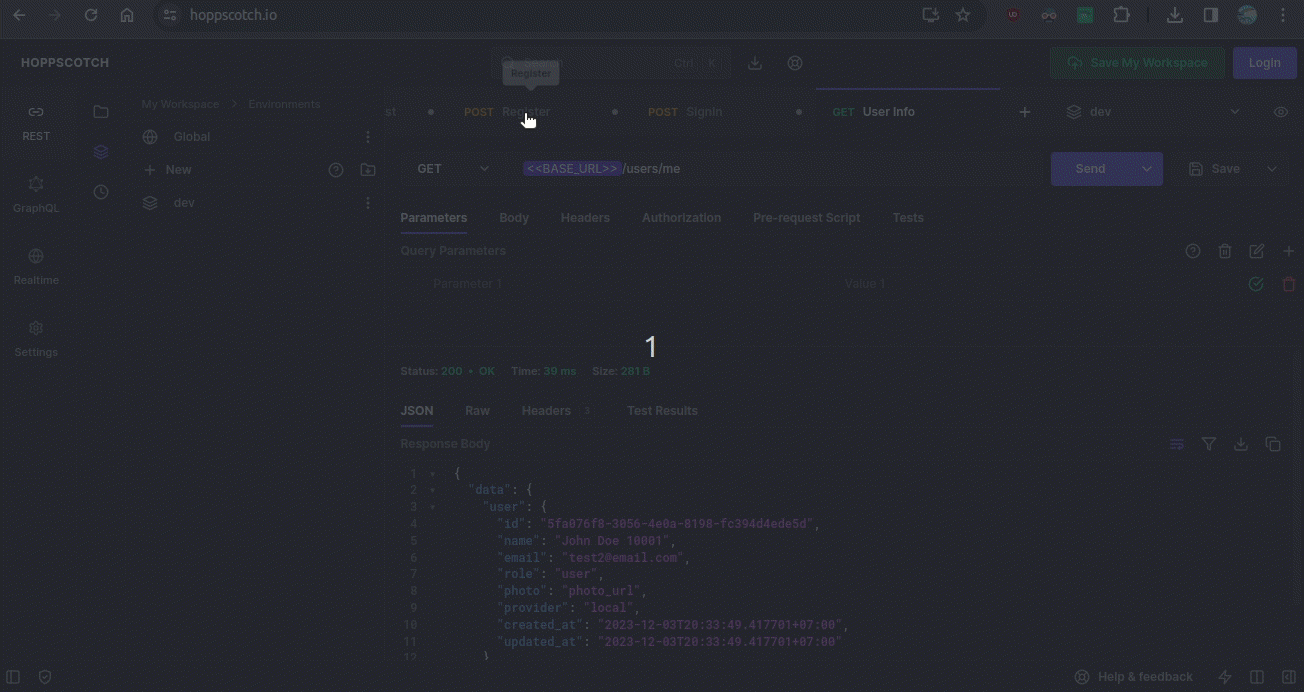 hoppscotch.io
HOPPSCOTCH
Search
Ctrl K
Save My Workspace
Login
Register
My Workspace > Environments
st
POST Register
POST Signin
GET User Info
dev
REST
Global
GET
<<BASE_URL>>/users/me
Send
Save
New
GraphQL
dev
Parameters Body Headers Authorization Pre-request Script Tests
Query Parameters
Realtime
Parameter 1 Value 1
Settings
1
Status: 200 • OK Time: 39 ms Size: 281 B
JSON Raw Headers 3 Test Results
Response Body
1 {
2 "data": {
3 "user": {
4 "id": "5fa076f8-3056-4e0a-8198-fc394d4ede5d",
5 "name": "John Doe 10001",
6 "email": "test2@email.com",
7 "role": "user",
8 "photo": "photo_url",
9 "provider": "local",
10 "created_at": "2023-12-03T20:33:49.417701+07:00",
11 "updated_at": "2023-12-03T20:33:49.417701+07:00"
12 }
Help & feedback